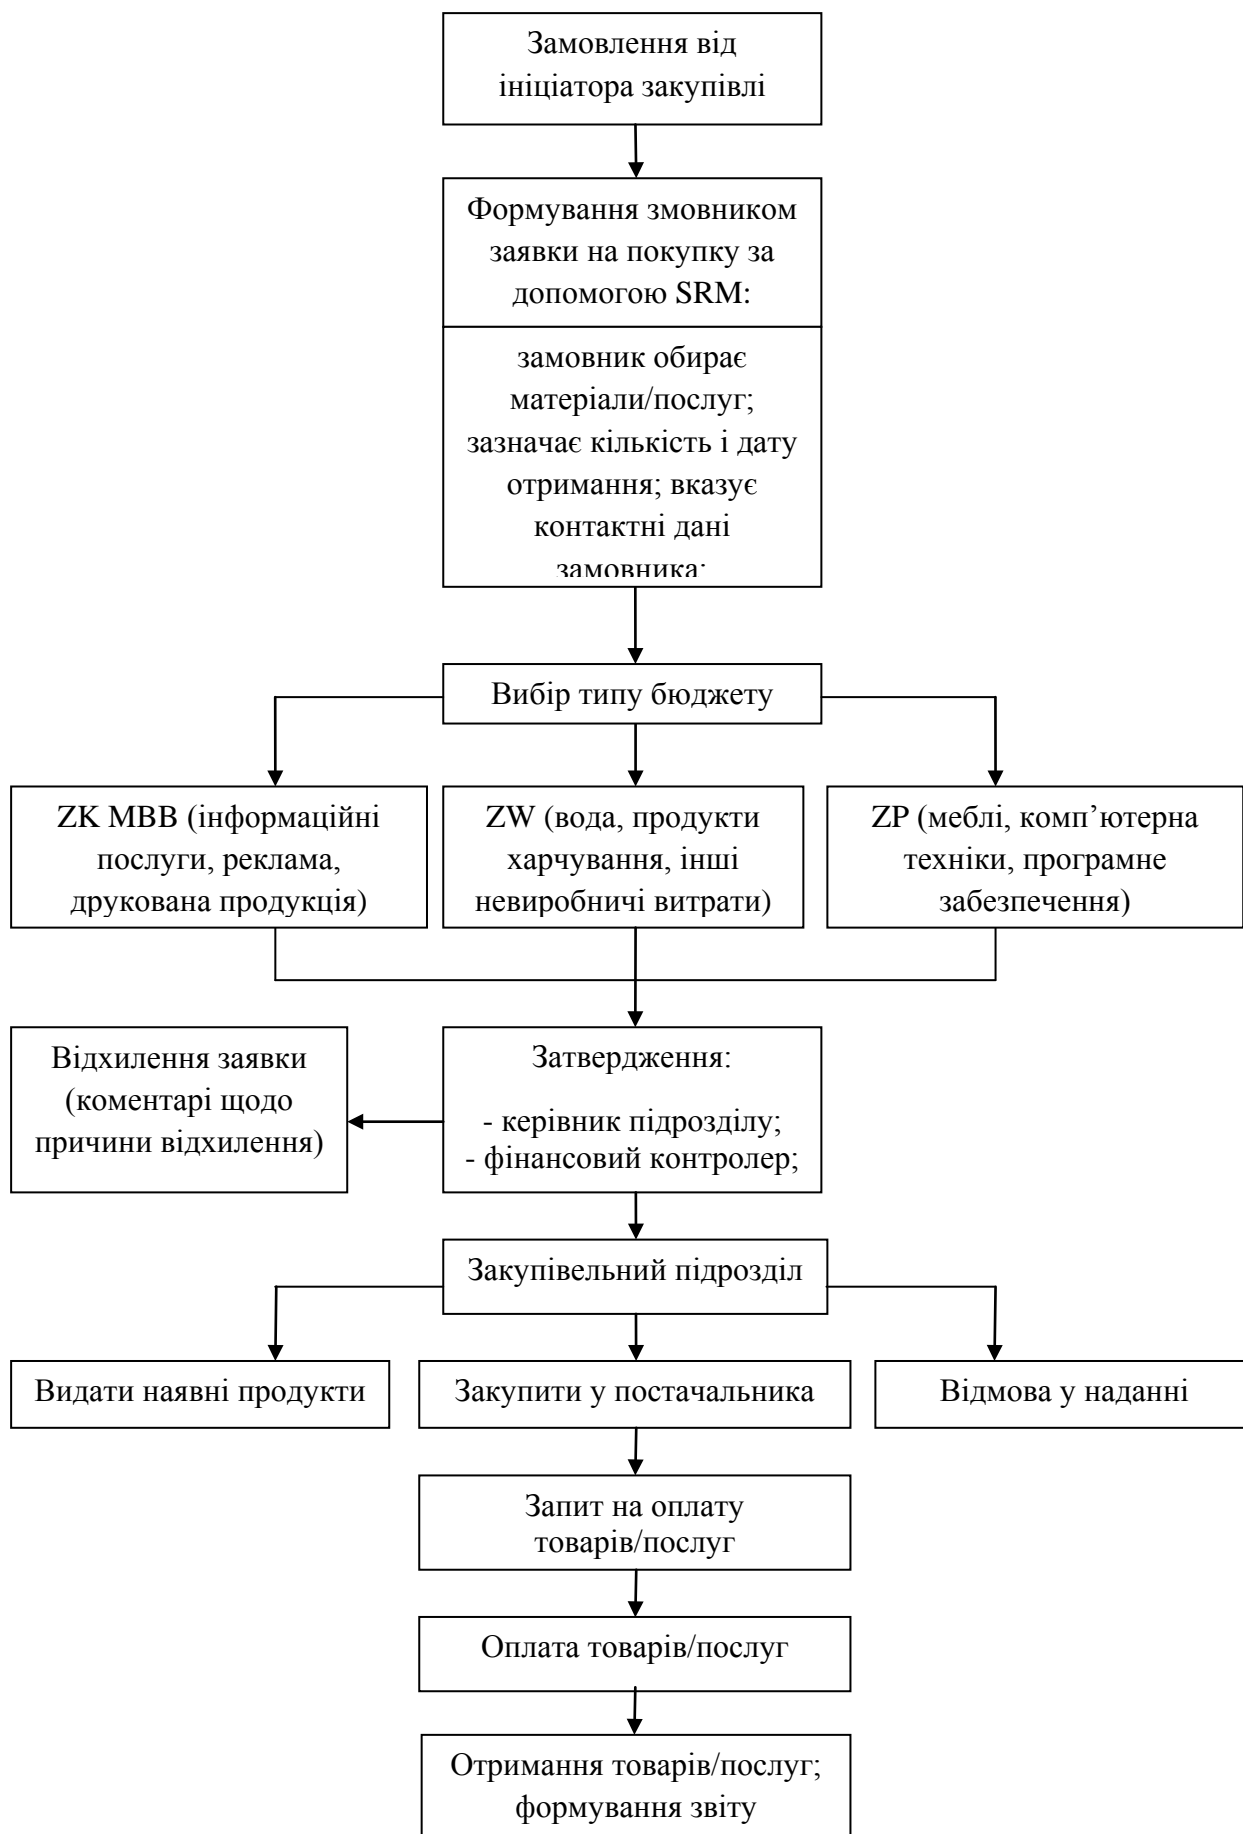 Замовлення від
ініціатора закупівлі
Формування змовником
заявки на покупку за
допомогою SRM:
замовник обирає
матеріали/послуг;
зазначає кількість і дату
отримання; вказує
контактні дані
замовника;
Вибір типу бюджету
ZK МВВ (інформаційні
послуги, реклама,
друкована продукція)
ZW (вода, продукти
харчування, інші
невиробничі витрати)
ZP (меблі, комп’ютерна
техніки, програмне
забезпечення)
Відхилення заявки
(коментарі щодо
причини відхилення)
Затвердження:
- керівник підрозділу;
- фінансовий контролер;
Закупівельний підрозділ
Видати наявні продукти
Закупити у постачальника
Відмова у наданні
Запит на оплату
товарів/послуг
Оплата товарів/послуг
Отримання товарів/послуг;
формування звіту